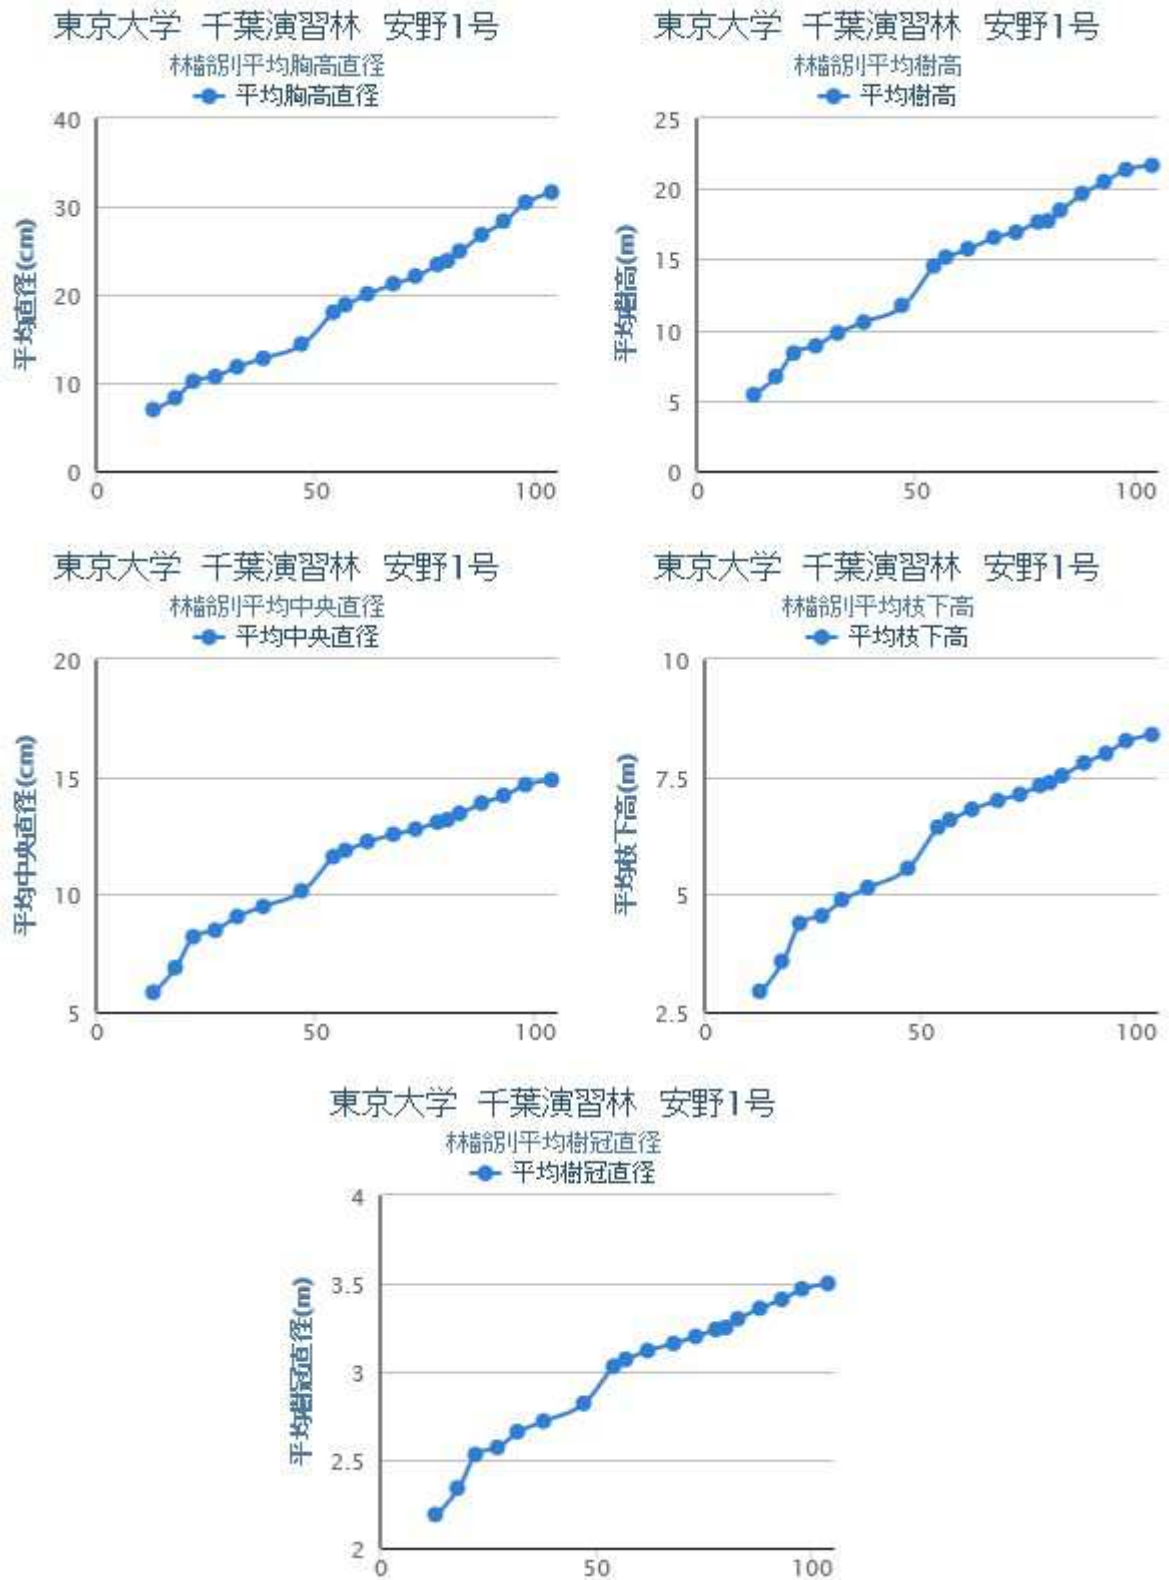 東京大学　千葉演習林　安野1号
林齢別平均胸高直径
平均胸高直径
40
30
20
10
0
平均直径(cm)
0 50 100
東京大学　千葉演習林　安野1号
林齢別平均樹高
平均樹高
25
20
15
10
5
0
平均樹高(m)
0 50 100
東京大学　千葉演習林　安野1号
林齢別平均中央直径
平均中央直径
20
15
10
5
平均中央直径(cm)
0 50 100
東京大学　千葉演習林　安野1号
林齢別平均枝下高
平均枝下高
10
7.5
5
2.5
平均枝下高(m)
0 50 100
東京大学　千葉演習林　安野1号
林齢別平均樹冠直径
平均樹冠直径
4
3.5
3
2.5
2
平均樹冠直径(m)
0 50 100